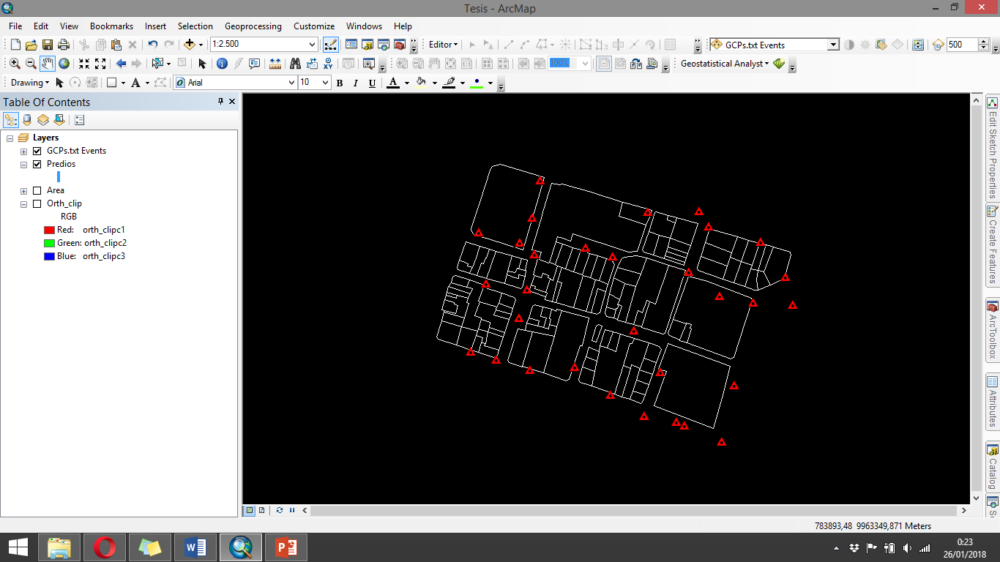 Tesis - ArcMap
File Edit View Bookmarks Insert Selection Geoprocessing Customize Windows Help
1:2.500
Editor
GCPs.txt Events
500
100%
Geostatistical Analyst
Drawing
A
Arial
10
B I U A
Table Of Contents
Layers
GCPs.txt Events
Predios
Area
Orth_clip
RGB
Red: orth_clipc1
Green: orth_clipc2
Blue: orth_clipc3
Edit Sketch Properties
Create Features
ArcToolbox
Attributes
Catalog
783893,48 9963349,871 Meters
0:23
26/01/2018